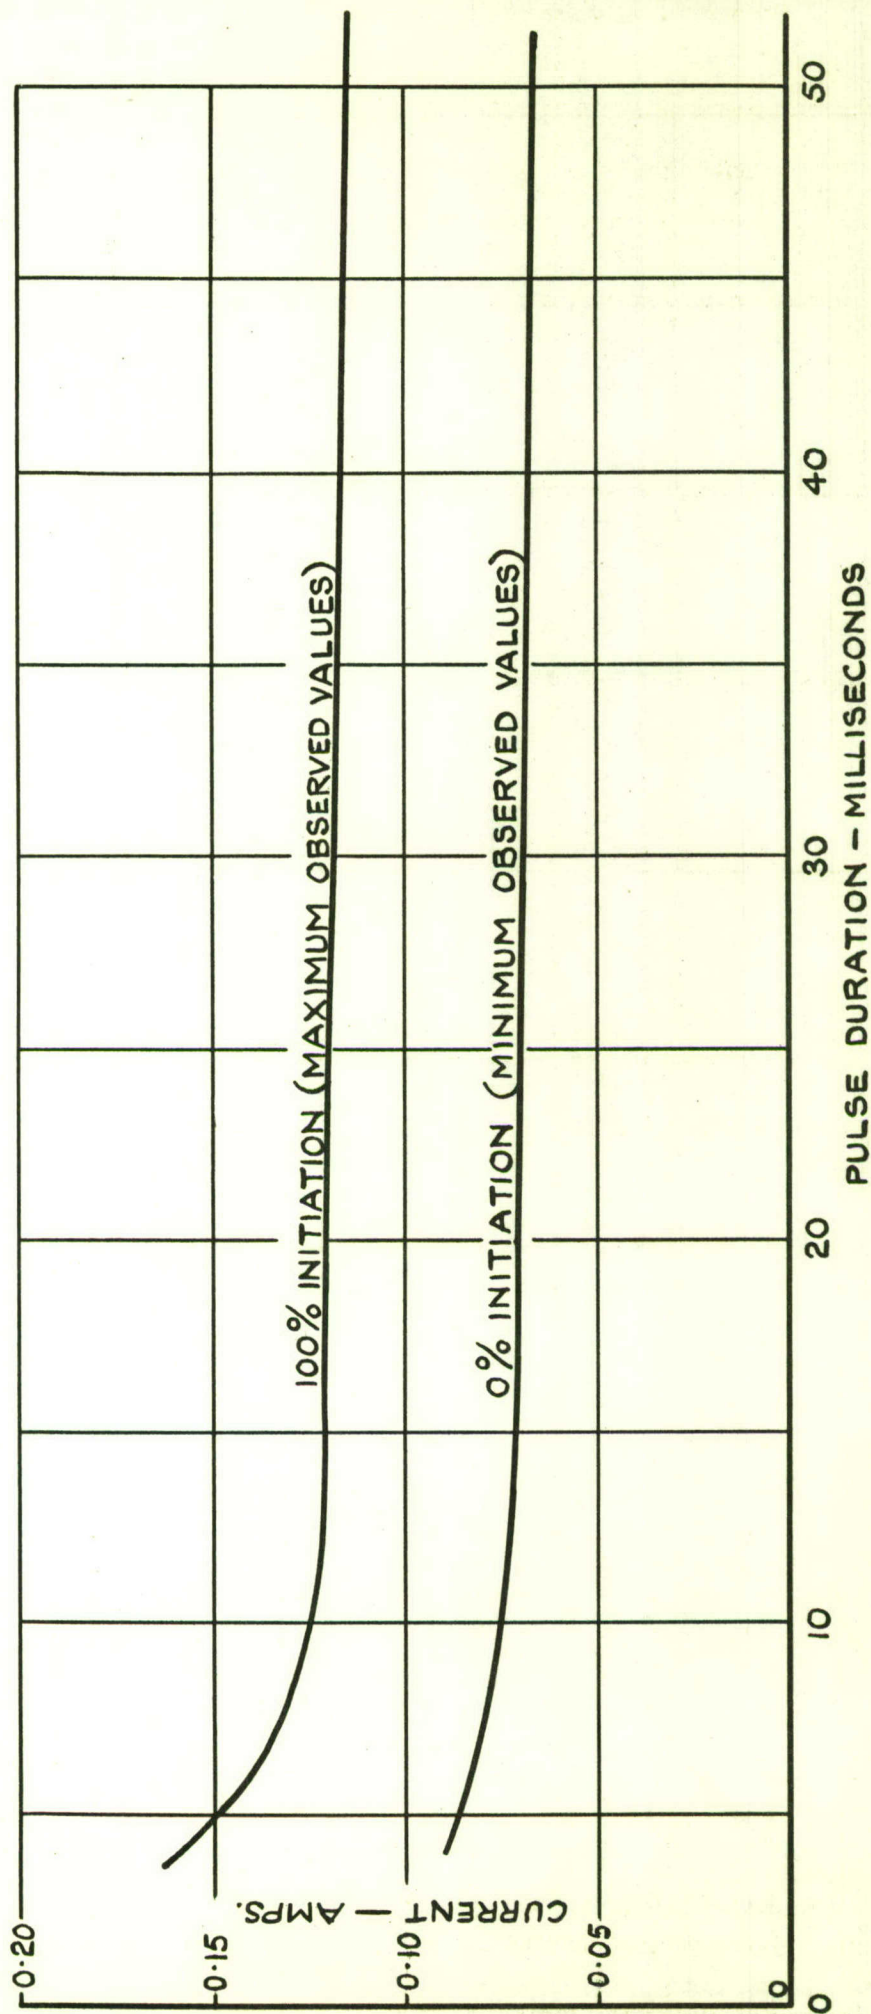 0·20
0·15
0·10
0·05
0
CURRENT — AMPS.
100% INITIATION (MAXIMUM OBSERVED VALUES)
0% INITIATION (MINIMUM OBSERVED VALUES)
0
10
20
30
40
50
PULSE DURATION — MILLISECONDS